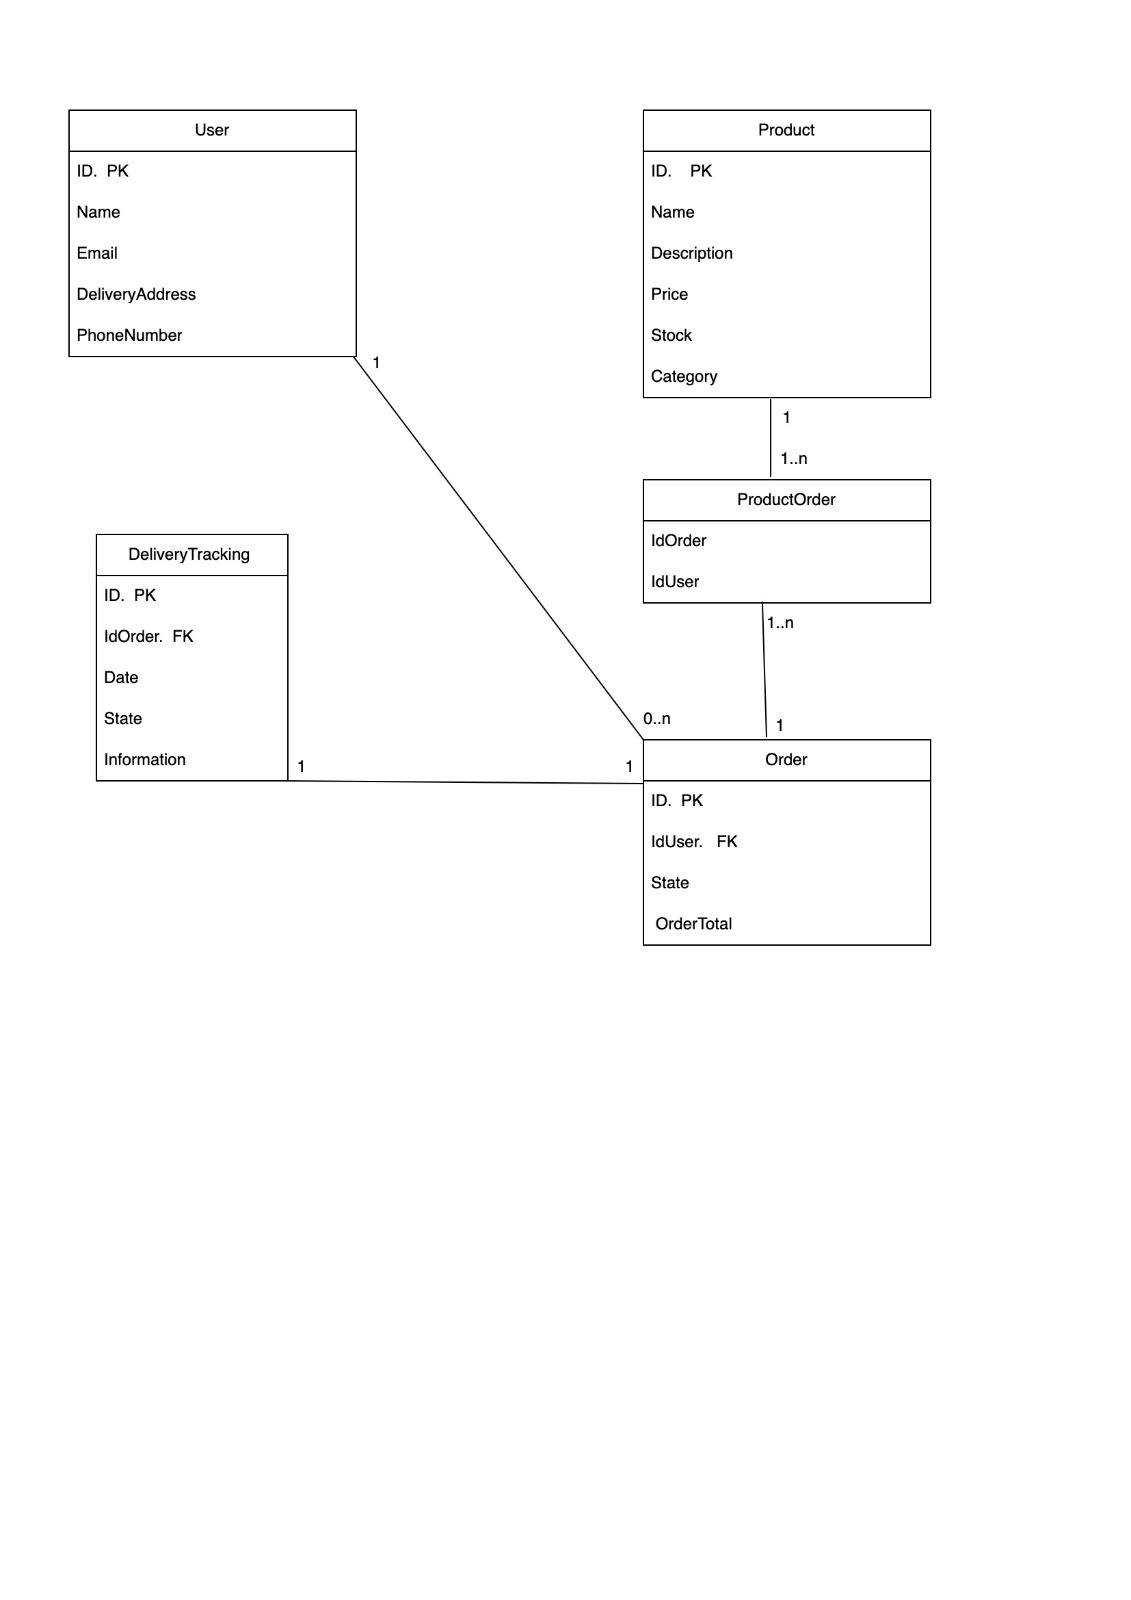 User
ID.  PK
Name
Email
DeliveryAddress
PhoneNumber
1
Product
ID.    PK
Name
Description
Price
Stock
Category
1
1..n
ProductOrder
IdOrder
IdUser
1..n
1
DeliveryTracking
ID.  PK
IdOrder.  FK
Date
State
Information
1
1
0..n
Order
ID.  PK
IdUser.   FK
State
OrderTotal